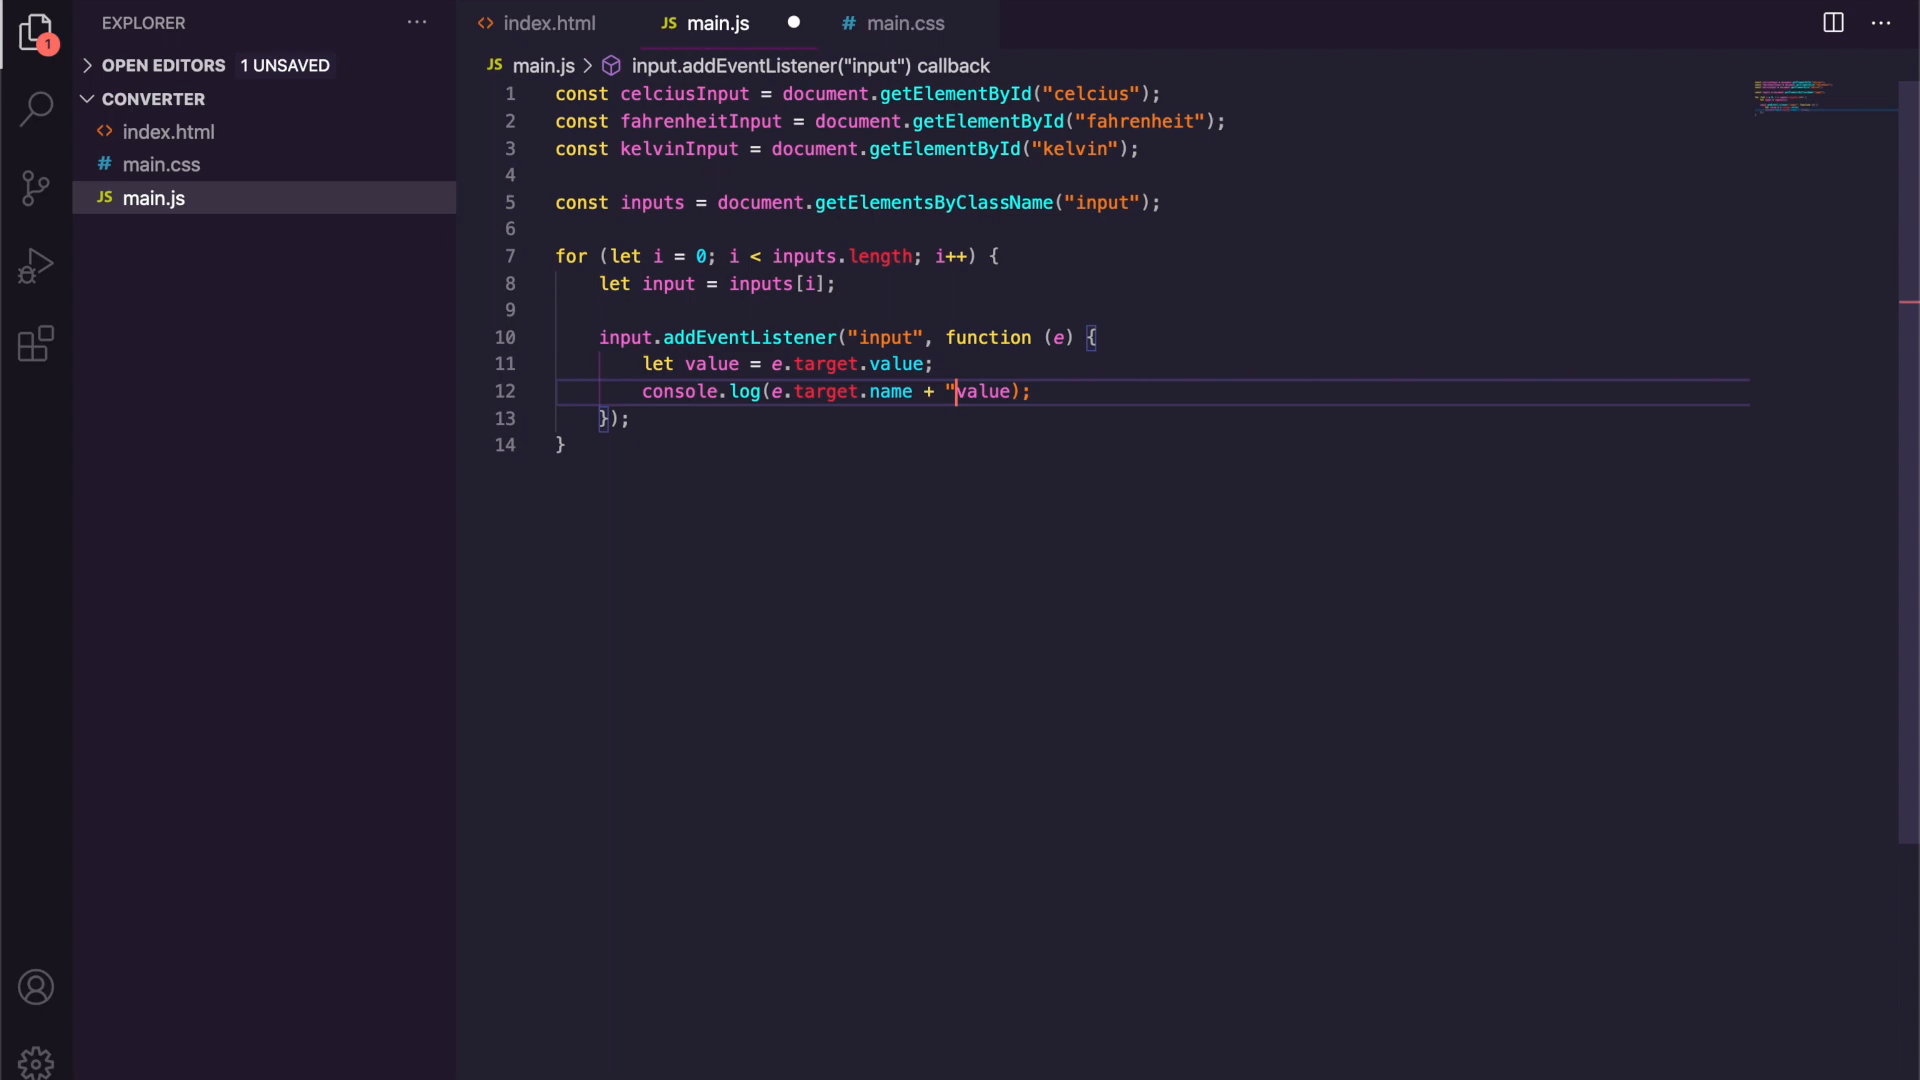 EXPLORER
1
OPEN EDITORS 1 UNSAVED
CONVERTER
index.html
# main.css
JS main.js
index.html
JS main.js
# main.css
JS main.js > input.addEventListener("input") callback
1 const celciusInput = document.getElementById("celcius");
2 const fahrenheitInput = document.getElementById("fahrenheit");
3 const kelvinInput = document.getElementById("kelvin");
4
5 const inputs = document.getElementsByClassName("input");
6
7 for (let i = 0; i < inputs.length; i++) {
8 let input = inputs[i];
9
10 input.addEventListener("input", function (e) {
11 let value = e.target.value;
12 console.log(e.target.name + "value);
13 });
14 }